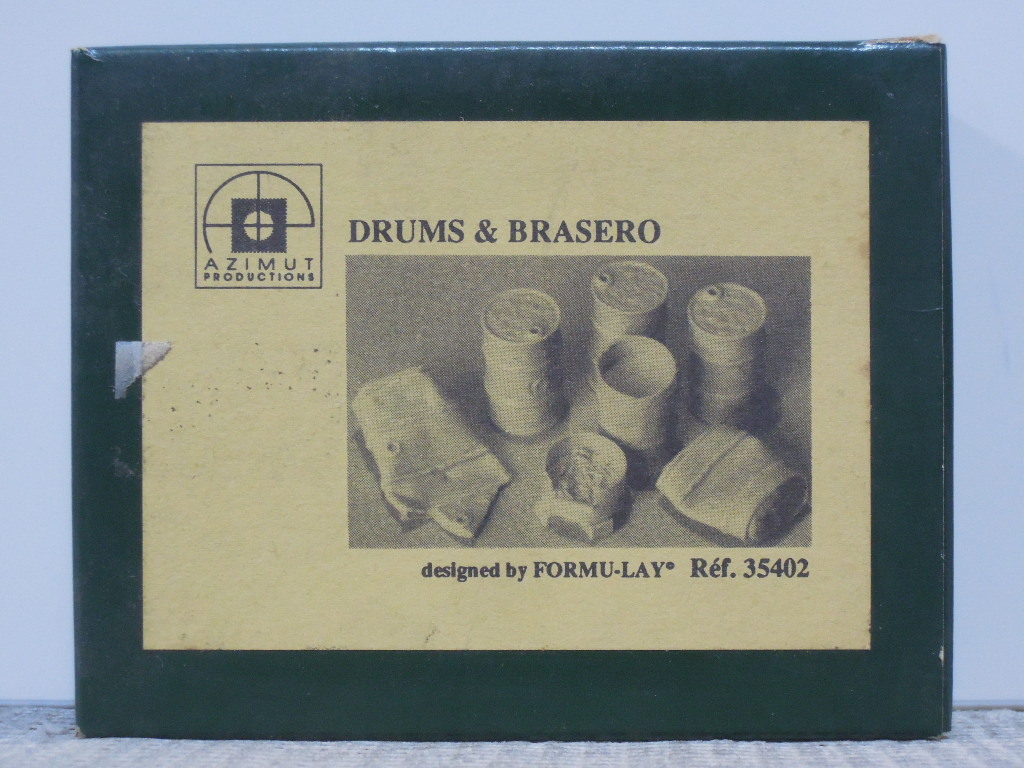 AZIMUT
PRODUCTIONS
DRUMS & BRASERO
designed by FORMU-LAY® Réf. 35402